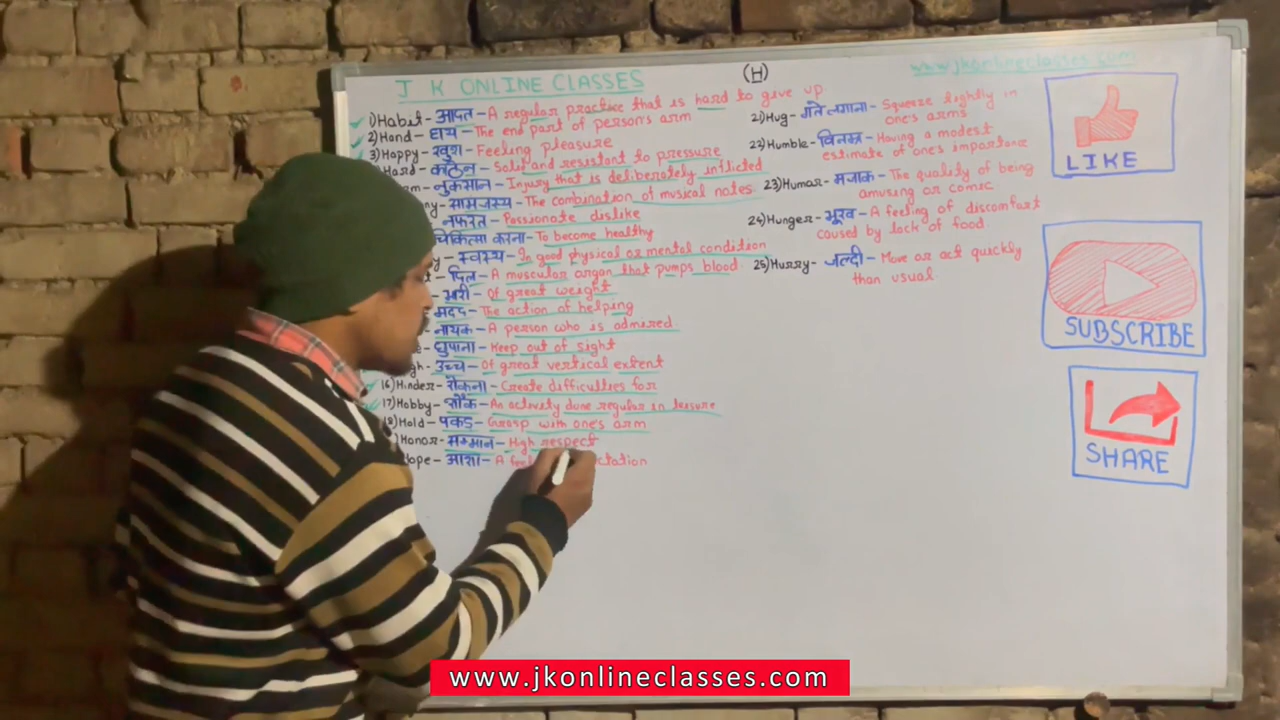 J K ONLINE CLASSES
(H)
www.jkonlineclasses.com
1) Habit - आदत - A regular practice that is hard to give up
2) Hand - हाथ - The end part of person's arm
3) Happy - खुश - Feeling pleasure
Hard - कठिन - Solid and resistant to pressure
नुकसान - Injury that is deliberately inflicted
सामंजस्य - The combination of musical notes
नफरत - Passionate dislike
चिकित्सा करना - To become healthy
स्वस्थ - In good physical or mental condition
दिल - A muscular organ that pumps blood
भारी - Of great weight
मदद - The action of helping
नायक - A person who is admired
छुपाना - Keep out of sight
उच्च - Of great vertical extent
16) Hinder - रोकना - Create difficulties for
17) Hobby - शौक - An activity done regular in leisure
18) Hold - पकड़ - Grasp with one's arm
Honor - सम्मान - High respect
Hope - आशा - A
21) Hug - गले लगाना - Squeeze tightly in
one's arms
23) Humble - विनम्र - Having a modest
estimate of one's importance
23) Humar - मजाक - The quality of being
amusing or comic
24) Hunger - भूख - A feeling of discomfort
caused by lack of food
25) Hurry - जल्दी - Move or act quickly
than usual
LIKE
SUBSCRIBE
SHARE
www.jkonlineclasses.com